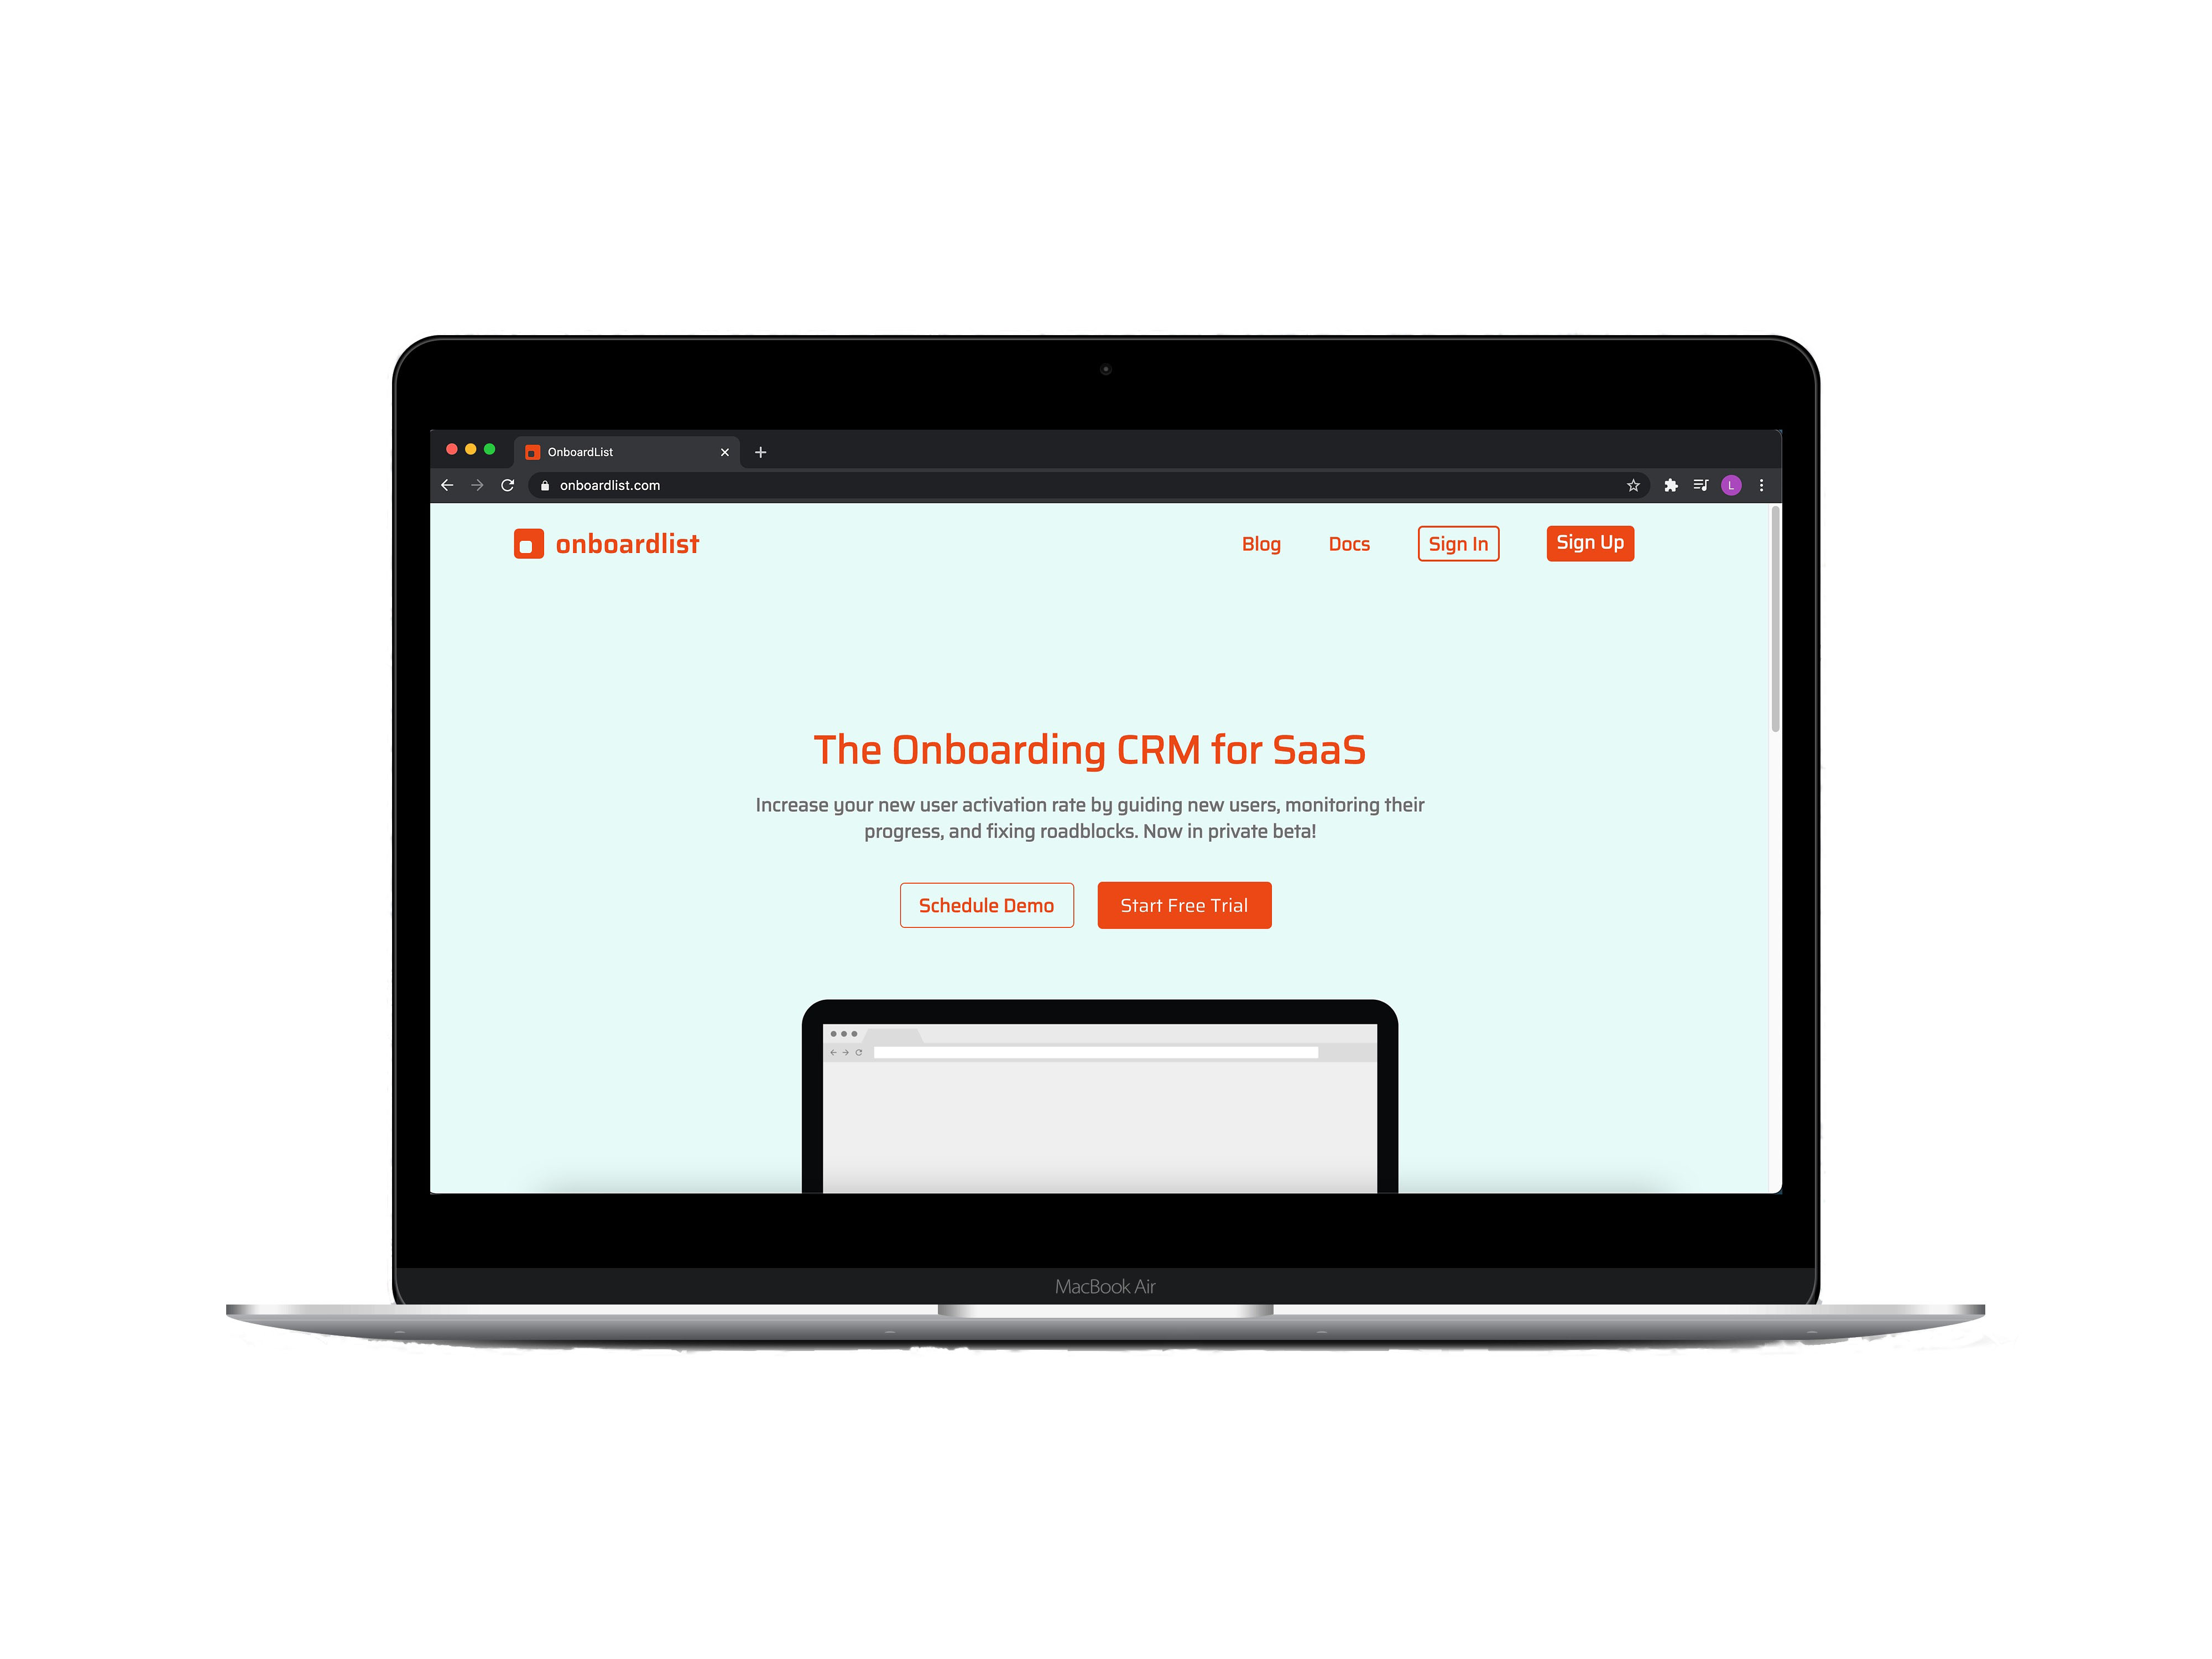 OnboardList
onboardlist.com
L
onboardlist
Blog Docs Sign In Sign Up
The Onboarding CRM for SaaS
Increase your new user activation rate by guiding new users, monitoring their
progress, and fixing roadblocks. Now in private beta!
Schedule Demo Start Free Trial
MacBook Air